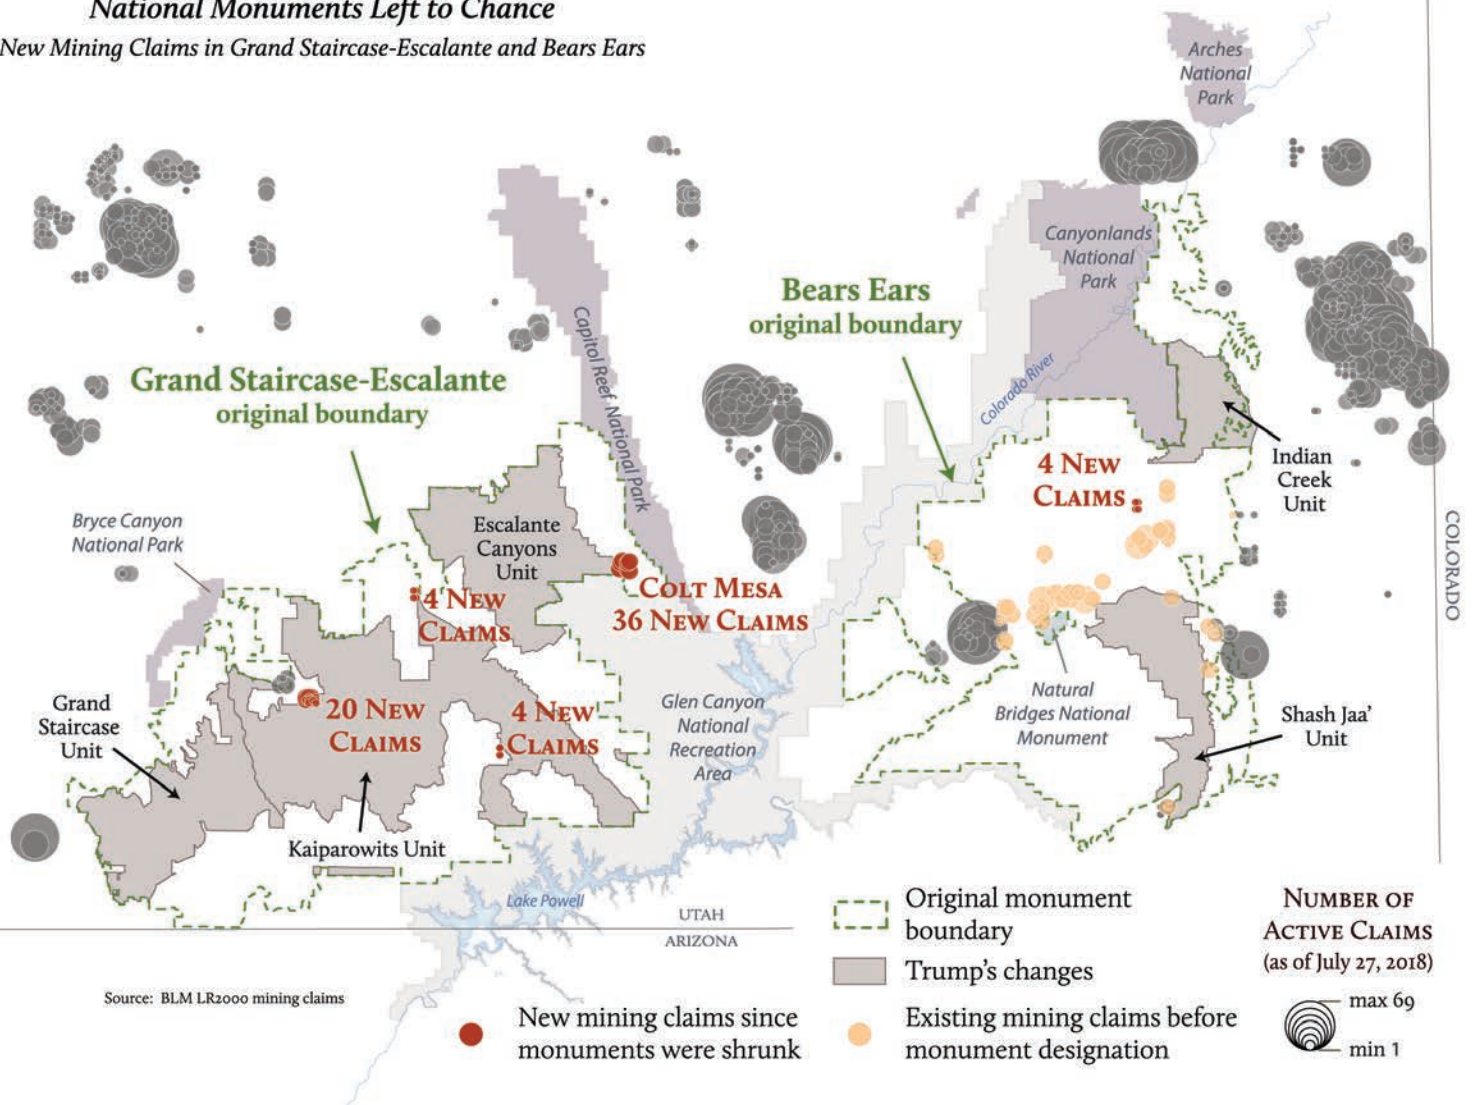 National Monuments Left to Chance
New Mining Claims in Grand Staircase-Escalante and Bears Ears
Arches
National
Park
Canyonlands
National
Park
Bears Ears
original boundary
Capitol Reef National Park
Colorado River
Grand Staircase-Escalante
original boundary
4 New
Claims
Indian
Creek
Unit
Bryce Canyon
National Park
Escalante
Canyons
Unit
COLORADO
Colt Mesa
36 New Claims
4 New
Claims
Grand
Staircase
Unit
20 New
Claims
4 New
Claims
Glen Canyon
National
Recreation
Area
Natural
Bridges National
Monument
Shash Jaa'
Unit
Kaiparowits Unit
Lake Powell
UTAH
ARIZONA
Original monument
boundary
Trump's changes
Number of
Active Claims
(as of July 27, 2018)
max 69
min 1
Source: BLM LR2000 mining claims
New mining claims since
monuments were shrunk
Existing mining claims before
monument designation